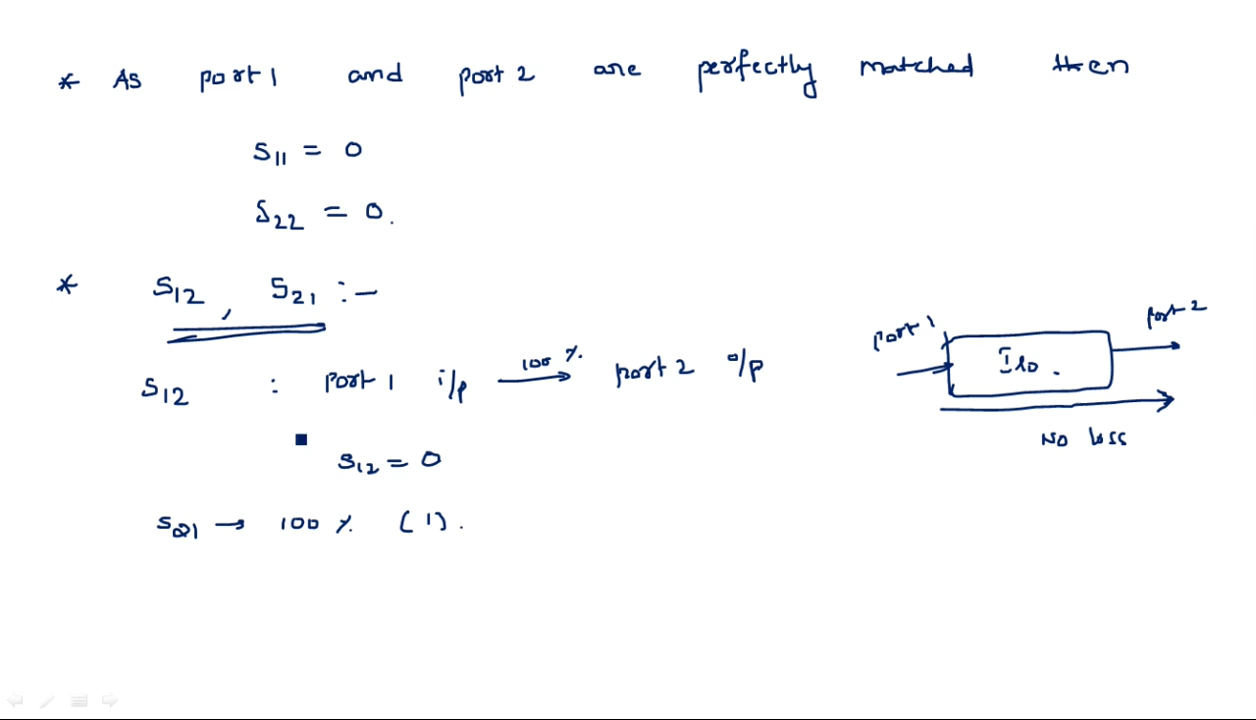 * As port 1 and port 2 are perfectly matched then
S11 = 0
S22 = 0.
* S12, S21 :-
S12 : Port 1 i/p 100 % → port 2 o/p
S12 = 0
S21 → 100 % (1).
port 1
port 2
Iso.
No loss